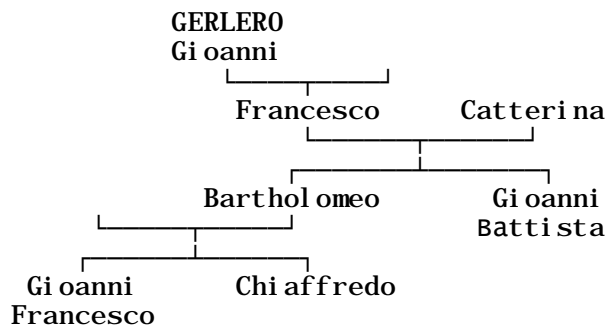 GERLERO
Gioanni
Francesco Catterina
Bartholomeo Gioanni
Battista
Gioanni Chiaffredo
Francesco